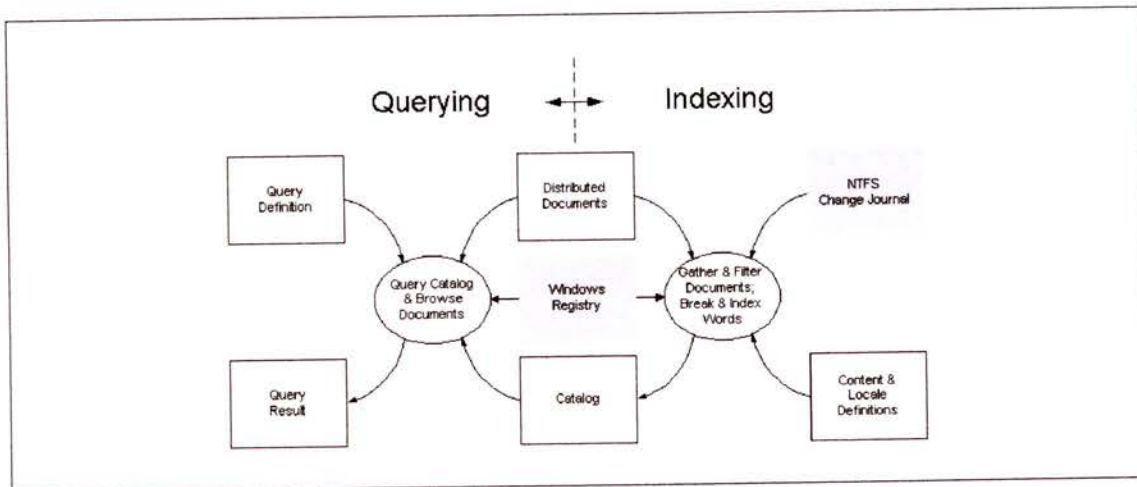 Querying
Indexing
Query
Definition
Distributed
Documents
NTFS
Change Journal
Query Catalog
& Browse
Documents
Windows
Registry
Gather & Filter
Documents;
Break & Index
Words
Query
Result
Catalog
Content &
Locale
Definitions